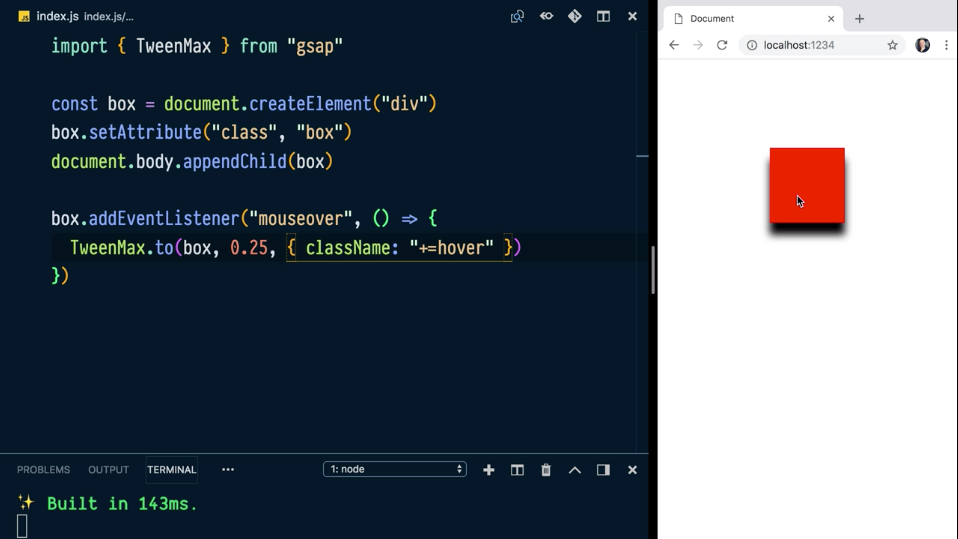 JS index.js index.js/...
import { TweenMax } from "gsap"
const box = document.createElement("div")
box.setAttribute("class", "box")
document.body.appendChild(box)
box.addEventListener("mouseover", () ⇒ {
TweenMax.to(box, 0.25, { className: "+=hover" })
})
PROBLEMS OUTPUT TERMINAL ... 1: node
✨ Built in 143ms.
Document
localhost:1234